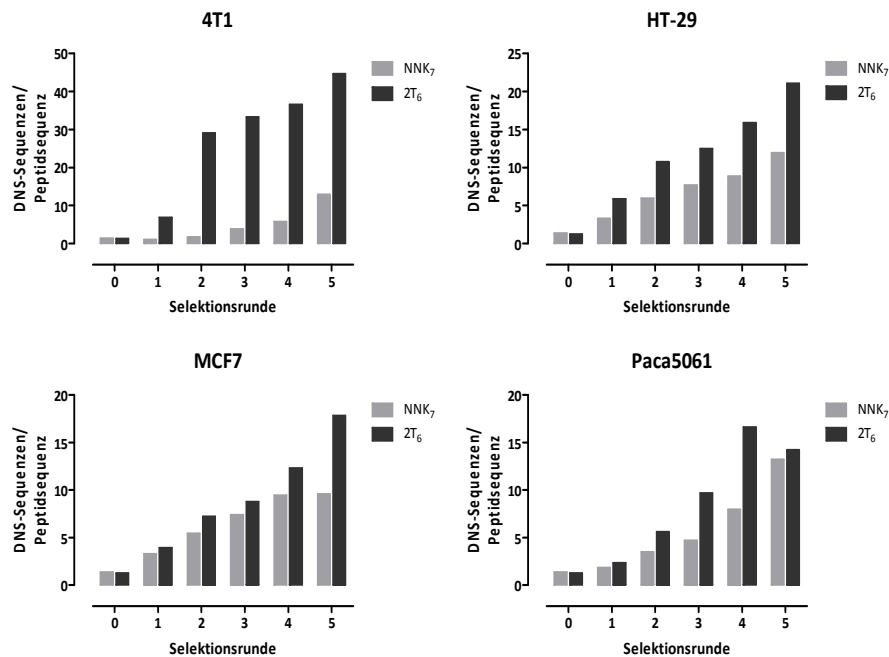 4T1
DNS-Sequenzen/
Peptidsequenz
50
40
30
20
10
0
0 1 2 3 4 5
Selektionsrunde
NNK₇
2T₆
HT-29
DNS-Sequenzen/
Peptidsequenz
25
20
15
10
5
0
0 1 2 3 4 5
Selektionsrunde
NNK₇
2T₆
MCF7
DNS-Sequenzen/
Peptidsequenz
20
15
10
5
0
0 1 2 3 4 5
Selektionsrunde
NNK₇
2T₆
Paca5061
DNS-Sequenzen/
Peptidsequenz
20
15
10
5
0
0 1 2 3 4 5
Selektionsrunde
NNK₇
2T₆